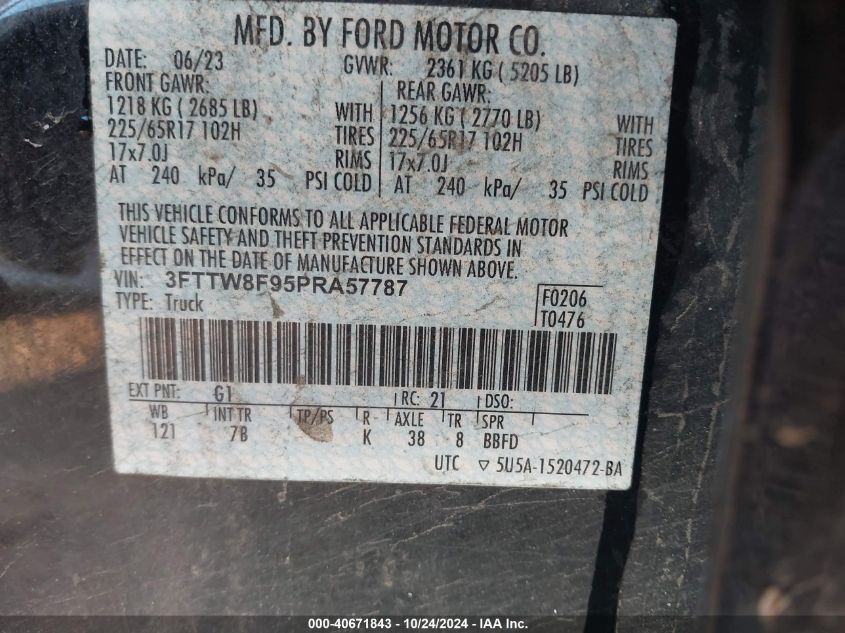 MFD. BY FORD MOTOR CO.
DATE: 06/23 GVWR: 2361 KG ( 5205 LB)
FRONT GAWR: REAR GAWR:
1218 KG ( 2685 LB) WITH 1256 KG ( 2770 LB) WITH
225/65R17 102H TIRES 225/65R17 102H TIRES
17x7.0J RIMS 17x7.0J RIMS
AT 240 kPa/ 35 PSI COLD AT 240 kPa/ 35 PSI COLD
THIS VEHICLE CONFORMS TO ALL APPLICABLE FEDERAL MOTOR
VEHICLE SAFETY AND THEFT PREVENTION STANDARDS IN
EFFECT ON THE DATE OF MANUFACTURE SHOWN ABOVE.
VIN: 3FTTW8F95PRA57787
TYPE: Truck
F0206
T0476
EXT PNT: G1 RC: 21 DSO:
WB INT TR TP/PS R AXLE TR SPR
121 7B K 38 8 BBFD
UTC ▽ 5U5A-1520472-BA
000-40671843 - 10/24/2024 - IAA Inc.